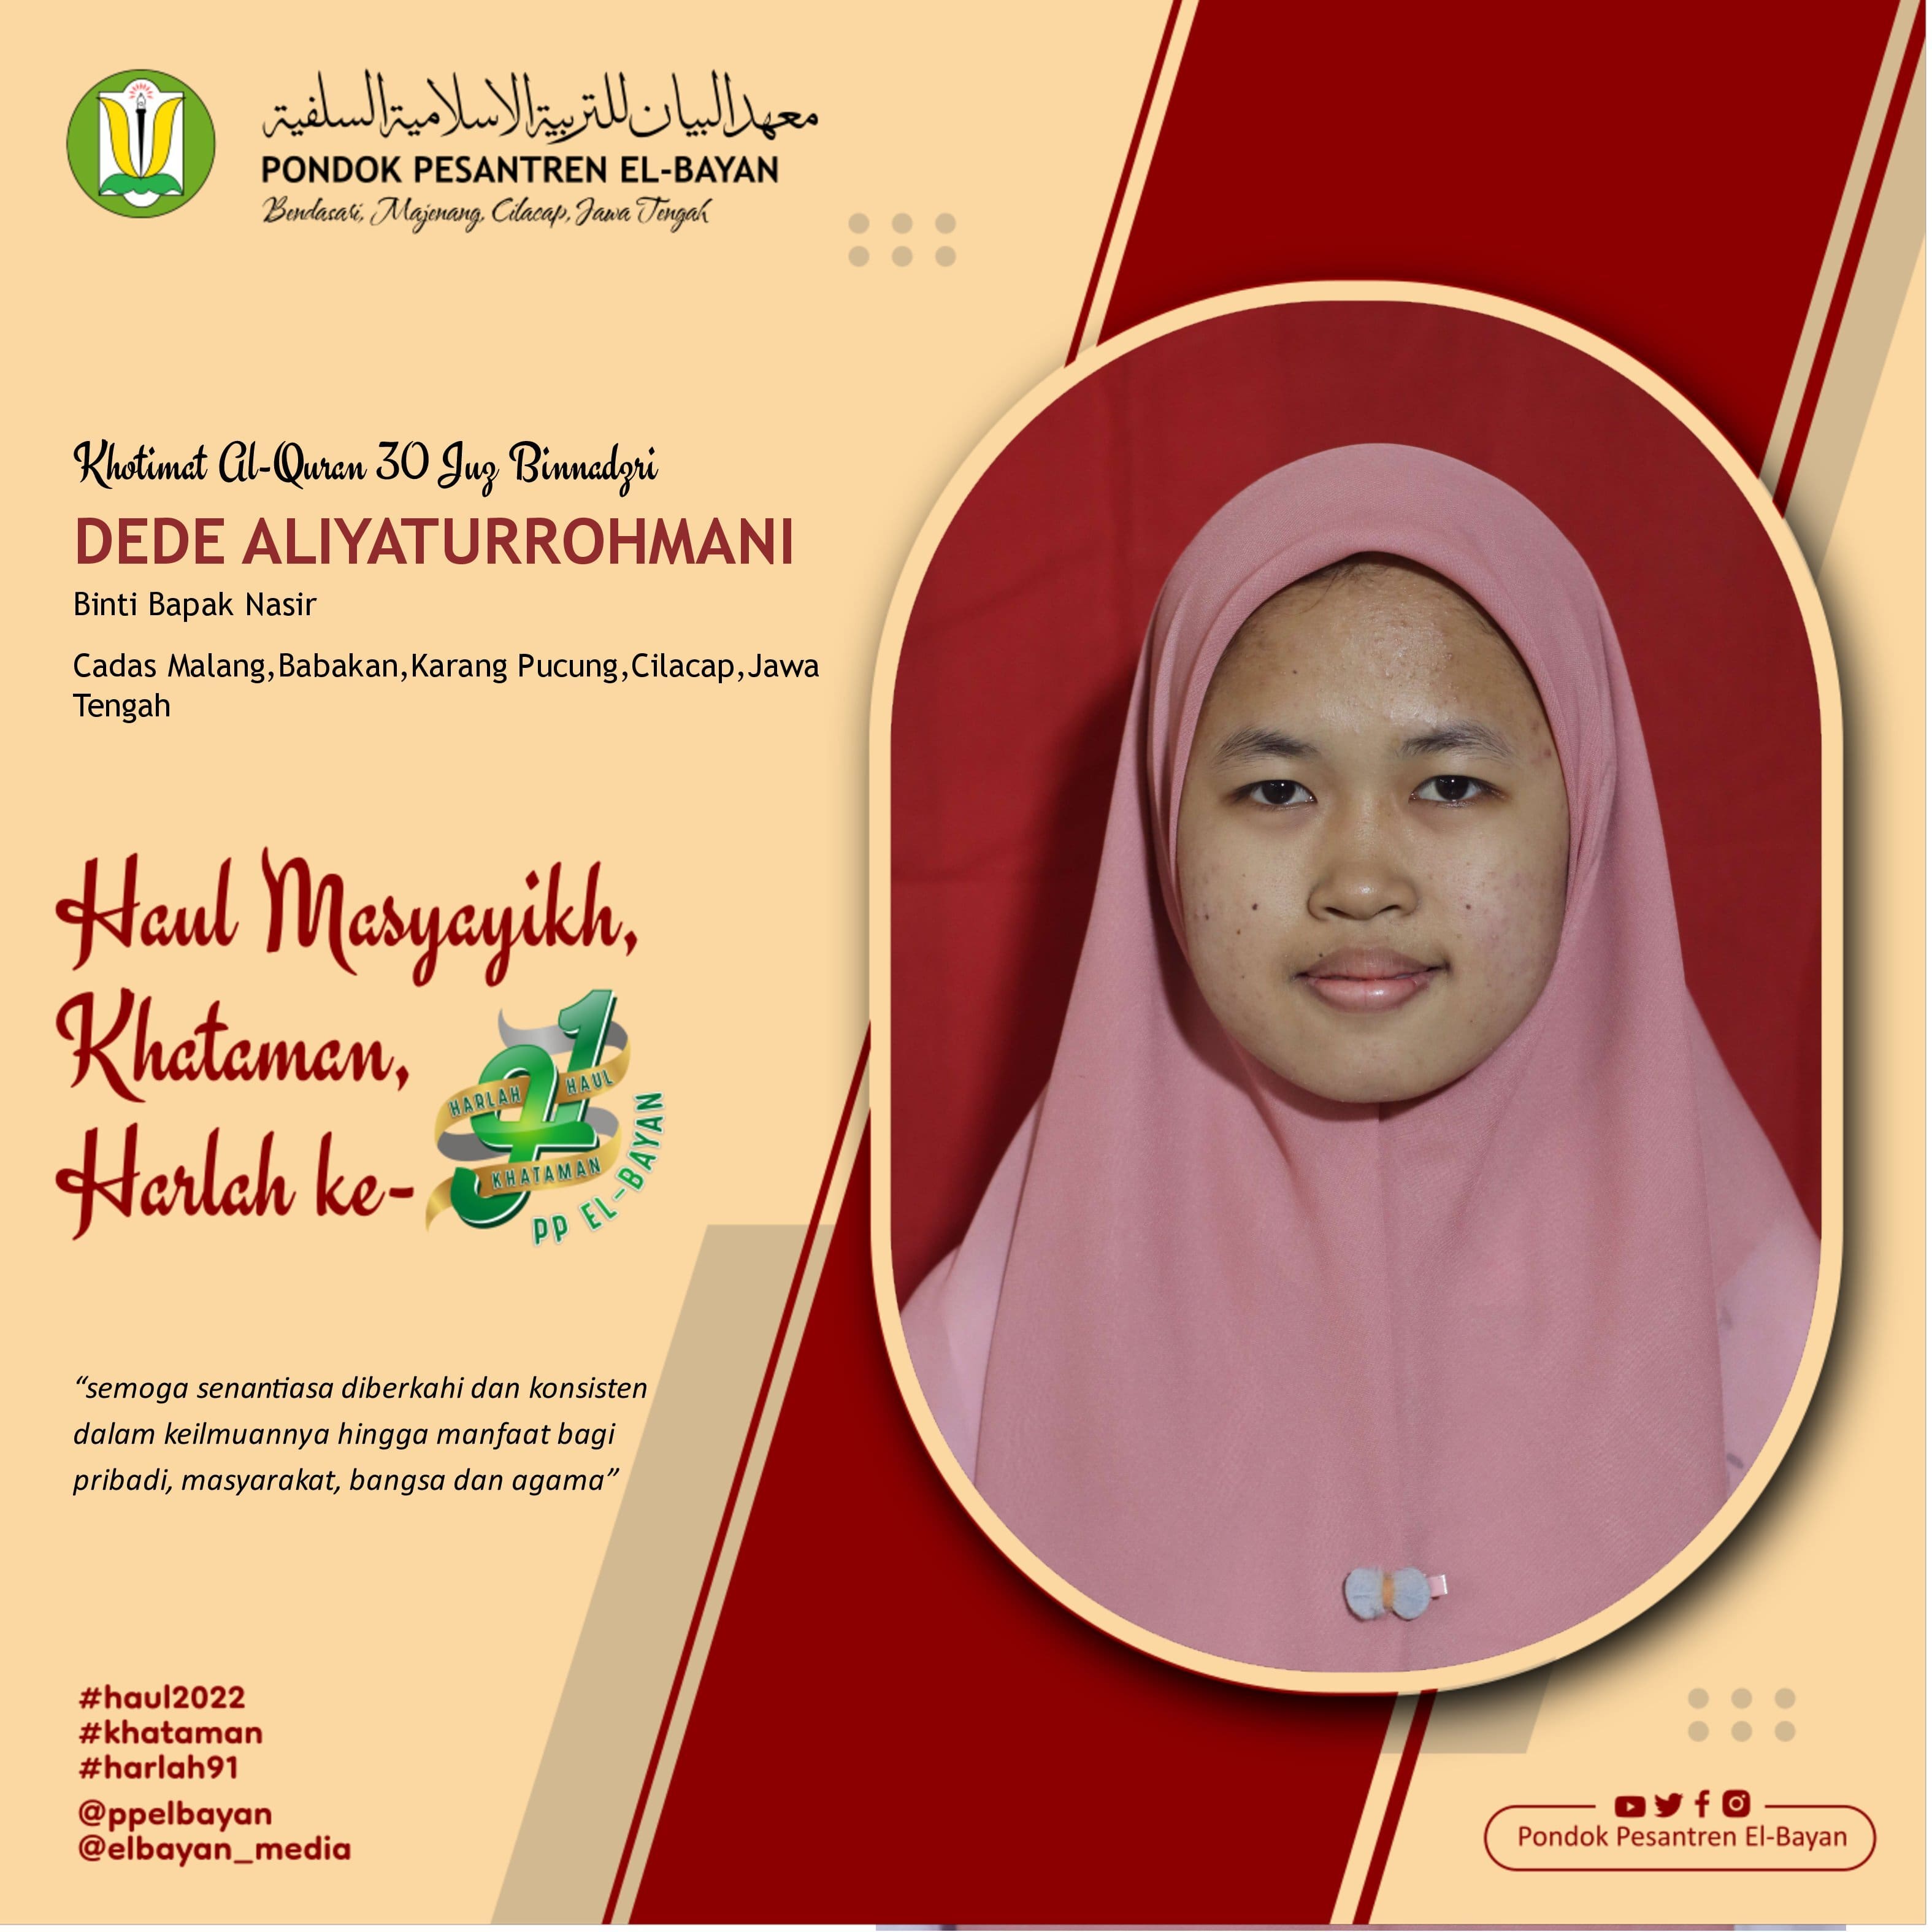 معهد البيان للتربية الاسلامية السلفية
PONDOK PESANTREN EL-BAYAN
Bendasari, Majenang, Cilacap, Jawa Tengah
Khotimat Al-Quran 30 Juz Binnadzri
DEDE ALIYATURROHMANI
Binti Bapak Nasir
Cadas Malang,Babakan,Karang Pucung,Cilacap,Jawa
Tengah
Haul Masyayikh,
Khataman,
Harlah ke-
91
HARLAH HAUL
KHATAMAN
PP EL-BAYAN
“semoga senantiasa diberkahi dan konsisten
dalam keilmuannya hingga manfaat bagi
pribadi, masyarakat, bangsa dan agama”
#haul2022
#khataman
#harlah91
@ppelbayan
@elbayan_media
Pondok Pesantren El-Bayan